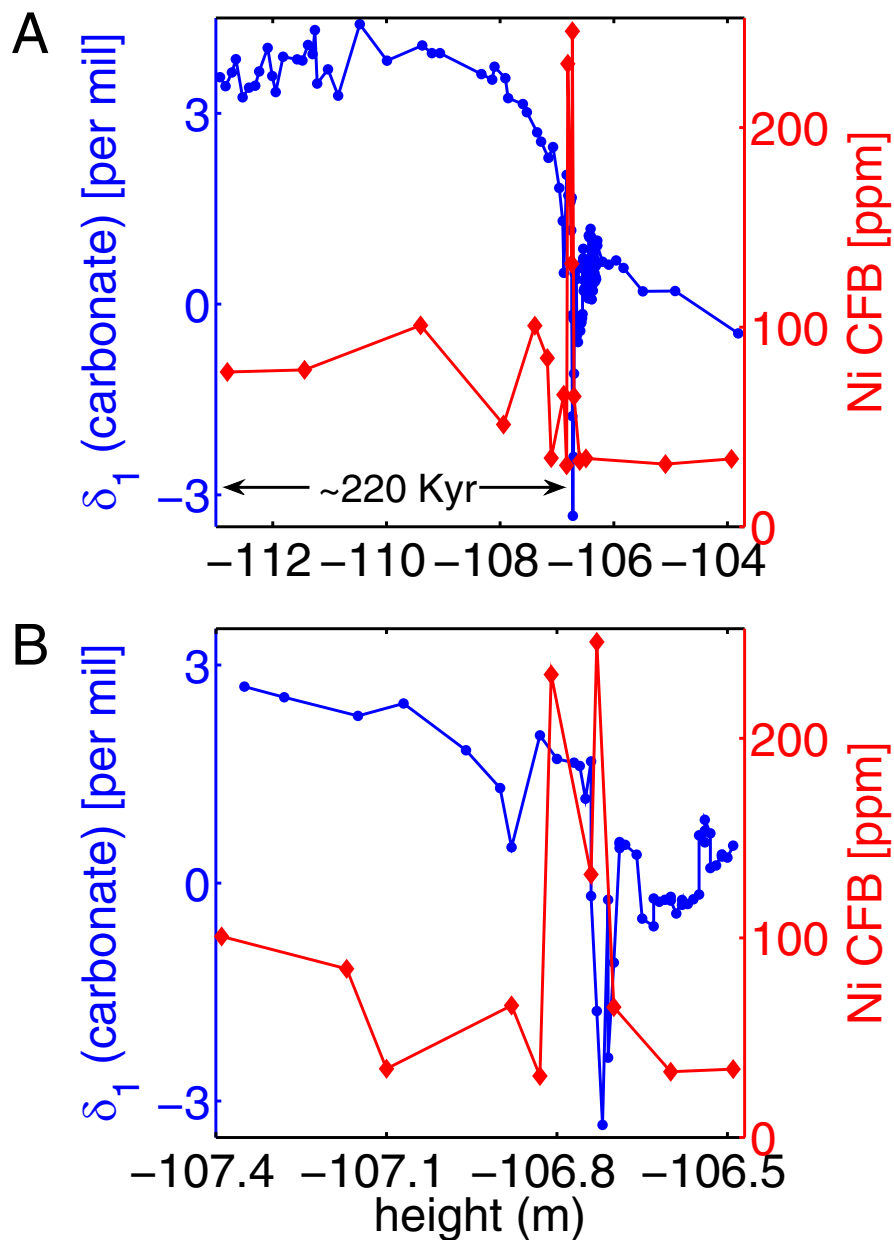 A
δ1 (carbonate) [per mil]
3
0
−3
200
100
0
Ni CFB [ppm]
~220 Kyr
−112 −110 −108 −106 −104
B
δ1 (carbonate) [per mil]
3
0
−3
200
100
0
Ni CFB [ppm]
−107.4 −107.1 −106.8 −106.5
height (m)